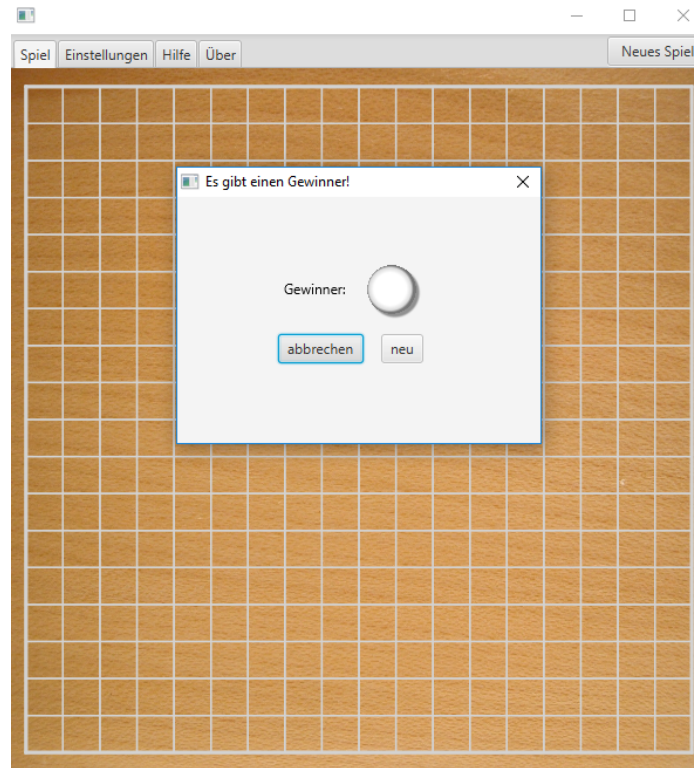 Spiel Einstellungen Hilfe Über Neues Spiel
Es gibt einen Gewinner!
Gewinner:
abbrechen neu